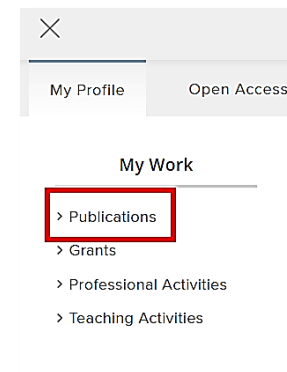 My Profile Open Access
My Work
Publications
Grants
Professional Activities
Teaching Activities